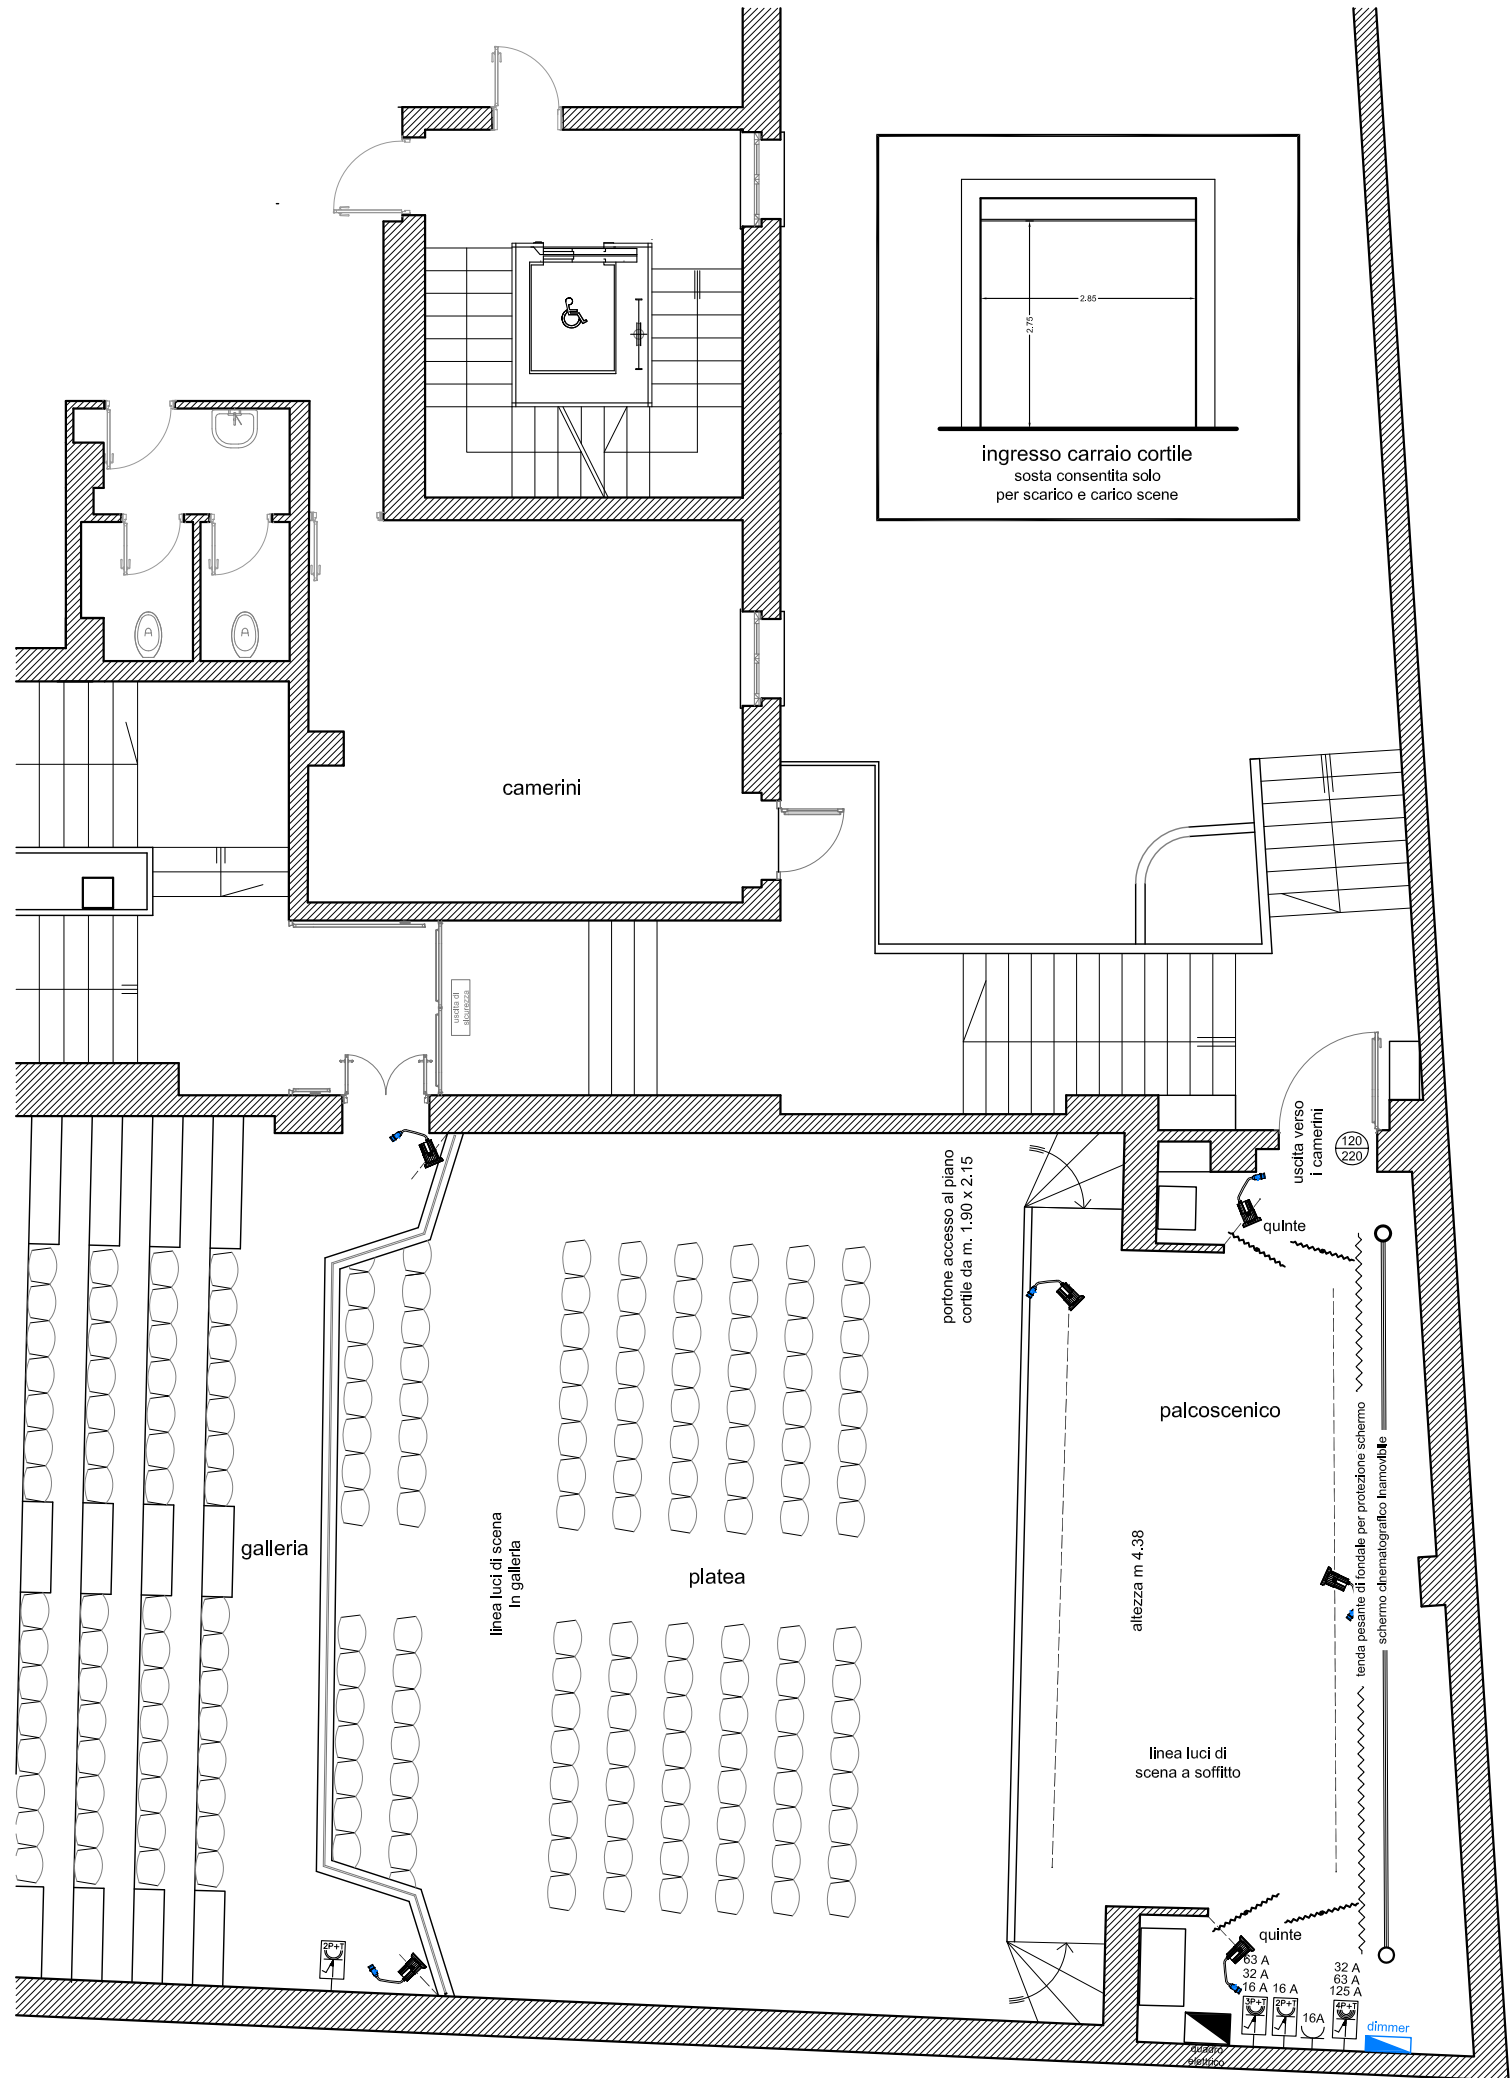 2.85
2.75
ingresso carraio cortile
sosta consentita solo
per scarico e carico scene
camerini
uscita di
sicurezza
uscita verso
i camerini
120
220
portone accesso al piano
cortile da m. 1.90 x 2.15
quinte
palcoscenico
tenda pesante di fondale per protezione schermo
schermo cinematografico inamovibile
galleria
linea luci di scena
in galleria
platea
altezza m 4.38
linea luci di
scena a soffitto
quinte
63 A
32 A
16 A
16 A
16A
32 A
63 A
125 A
2P+T
3P+T
2P+T
4P+T
dimmer
quadro
elettrico